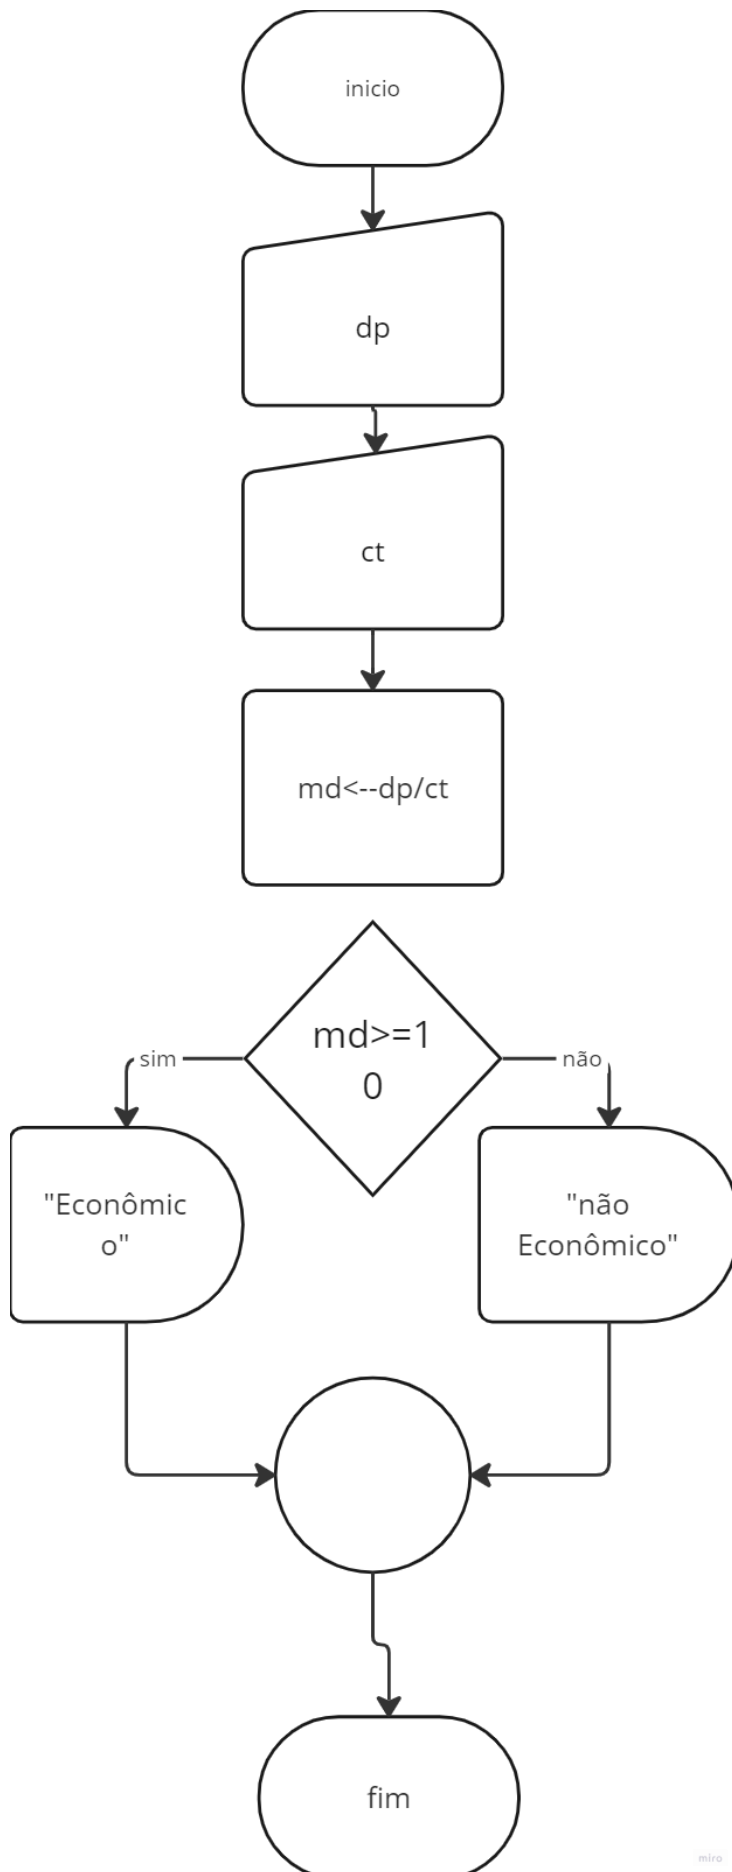 inicio
dp
ct
md<--dp/ct
md>=1
0
sim
não
"Econômic
o"
"não
Econômico"
fim
miro